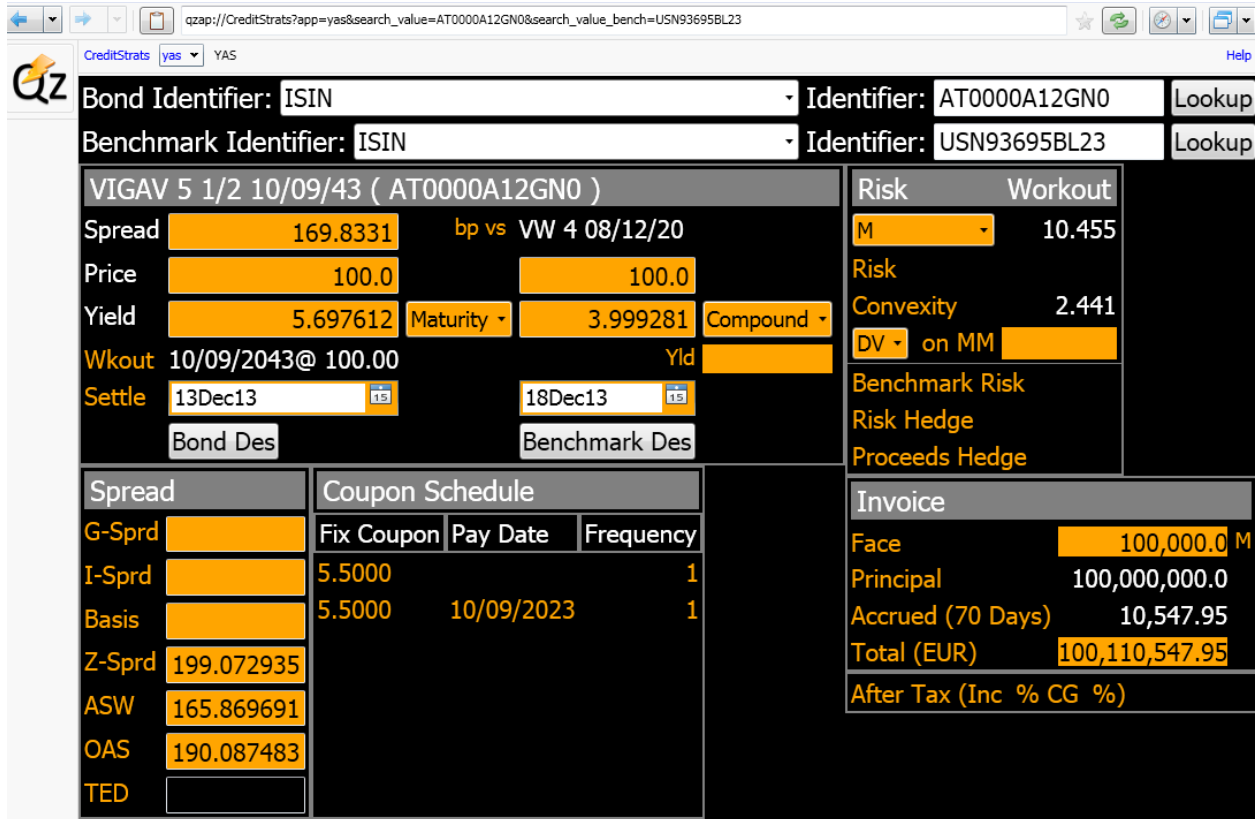 qzap://CreditStrats?app=yas&search_value=AT0000A12GN0&search_value_bench=USN93695BL23
CreditStrats yas YAS Help
Qz
Bond Identifier: ISIN Identifier: AT0000A12GN0 Lookup
Benchmark Identifier: ISIN Identifier: USN93695BL23 Lookup
VIGAV 5 1/2 10/09/43 ( AT0000A12GN0 )
Spread 169.8331 bp vs VW 4 08/12/20
Price 100.0 100.0
Yield 5.697612 Maturity 3.999281 Compound
Wkout 10/09/2043@ 100.00 Yld
Settle 13Dec13 15 18Dec13 15
Bond Des Benchmark Des
Risk Workout
M 10.455
Risk
Convexity 2.441
DV on MM
Benchmark Risk
Risk Hedge
Proceeds Hedge
Spread
G-Sprd
I-Sprd
Basis
Z-Sprd 199.072935
ASW 165.869691
OAS 190.087483
TED
Coupon Schedule
Fix Coupon Pay Date Frequency
5.5000 1
5.5000 10/09/2023 1
Invoice
Face 100,000.0 M
Principal 100,000,000.0
Accrued (70 Days) 10,547.95
Total (EUR) 100,110,547.95
After Tax (Inc % CG %)